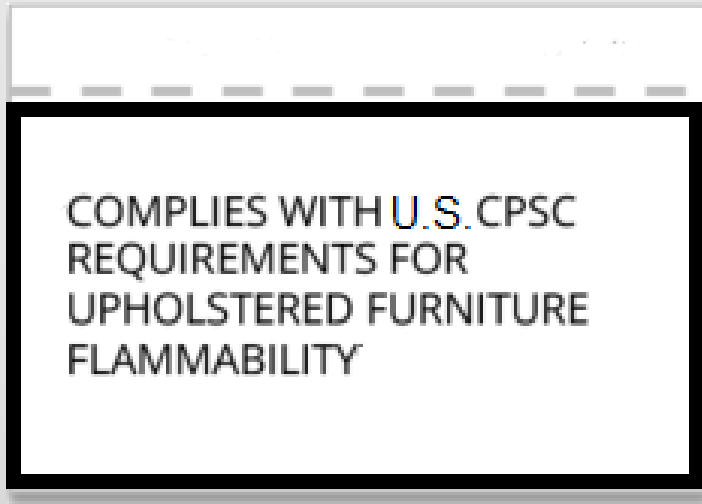 COMPLIES WITH U.S. CPSC
REQUIREMENTS FOR
UPHOLSTERED FURNITURE
FLAMMABILITY